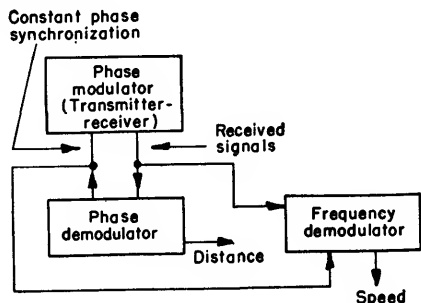 Constant phase
synchronization
Phase
modulator
(Transmitter-
receiver)
Received
signals
Phase
demodulator
Distance
Frequency
demodulator
Speed